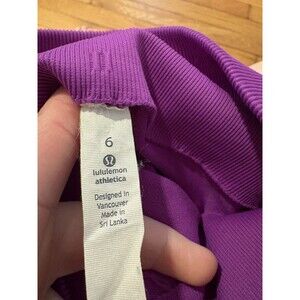 6
lululemon
athletica
Designed in
Vancouver
Made in
Sri Lanka